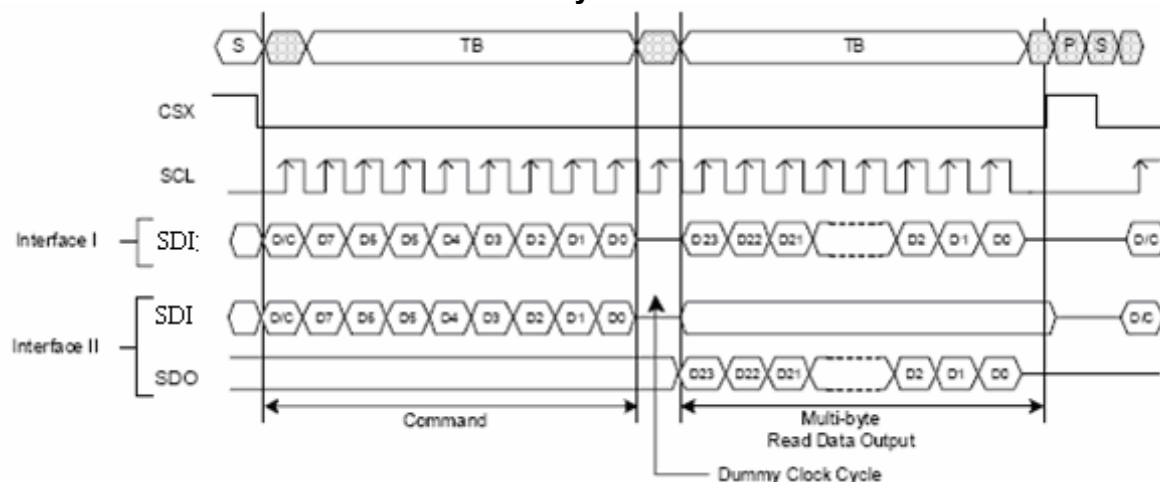 S TB TB P S
CSX
SCL
Interface I SDI: D/C D7 D6 D5 D4 D3 D2 D1 D0 D23 D22 D21 D2 D1 D0 D/C
SDI D/C D7 D6 D5 D4 D3 D2 D1 D0 D/C
Interface II
SDO D23 D22 D21 D2 D1 D0
Command Multi-byte
Read Data Output
Dummy Clock Cycle